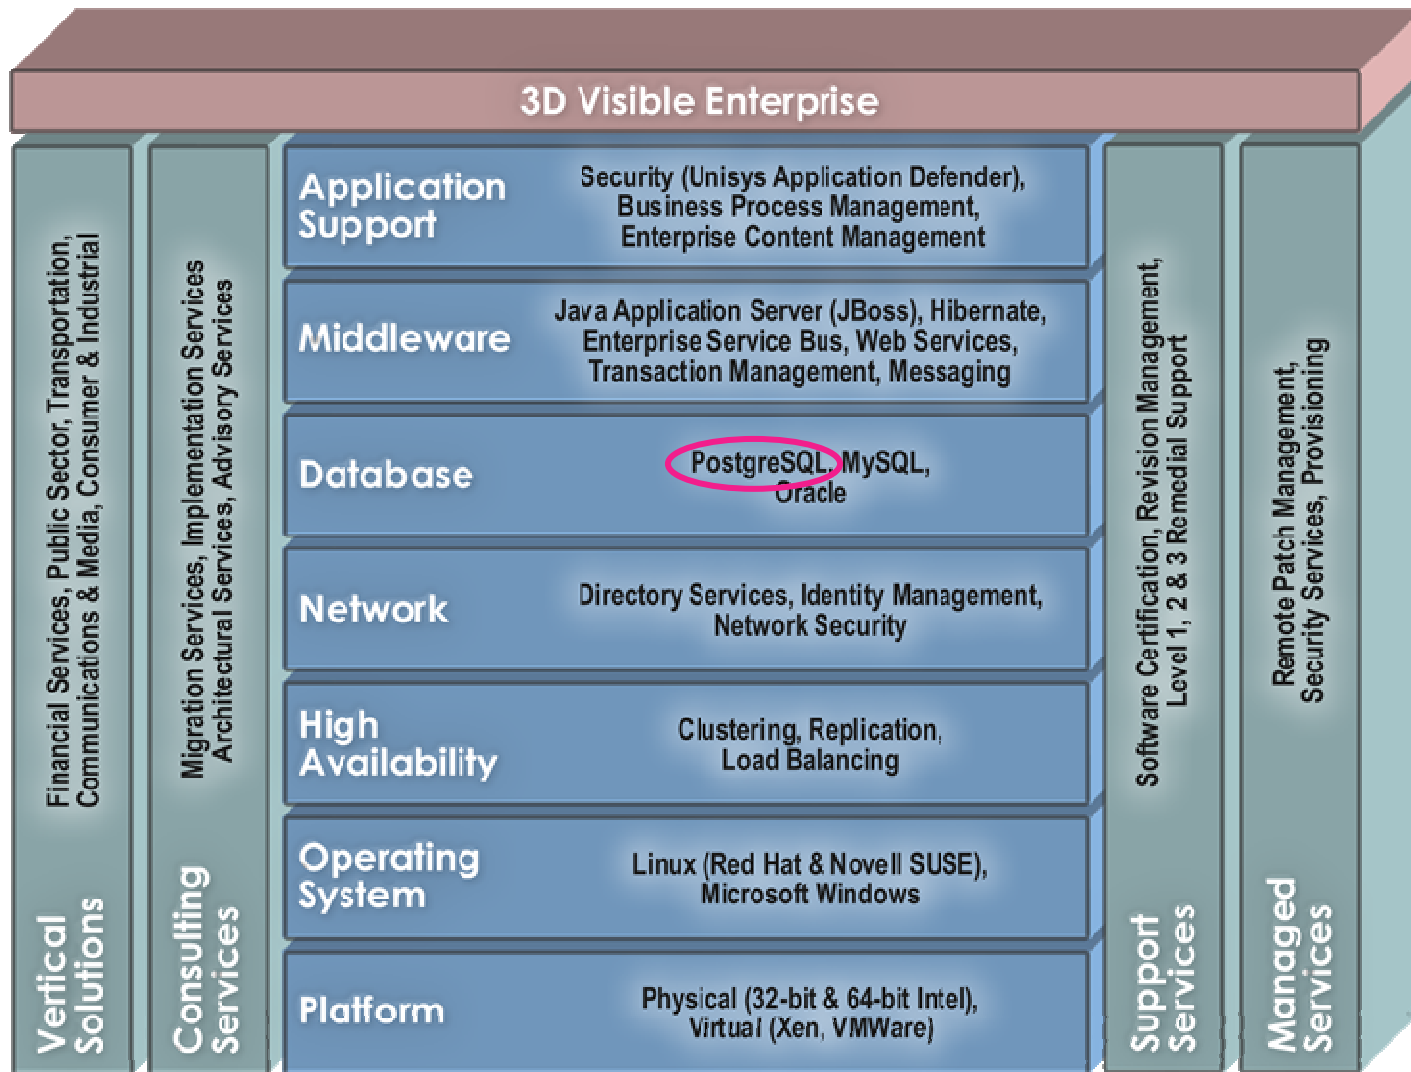 3D Visible Enterprise
Financial Services, Public Sector, Transportation,
Communications & Media, Consumer & Industrial
Vertical
Solutions
Migration Services, Implementation Services
Architectural Services, Advisory Services
Consulting
Services
Application
Support
Security (Unisys Application Defender),
Business Process Management,
Enterprise Content Management
Middleware
Java Application Server (JBoss), Hibernate,
Enterprise Service Bus, Web Services,
Transaction Management, Messaging
Database
PostgreSQL, MySQL,
Oracle
Network
Directory Services, Identity Management,
Network Security
High
Availability
Clustering, Replication,
Load Balancing
Operating
System
Linux (Red Hat & Novell SUSE),
Microsoft Windows
Platform
Physical (32-bit & 64-bit Intel),
Virtual (Xen, VMWare)
Software Certification, Revision Management,
Level 1, 2 & 3 Remedial Support
Support
Services
Remote Patch Management,
Security Services, Provisioning
Managed
Services